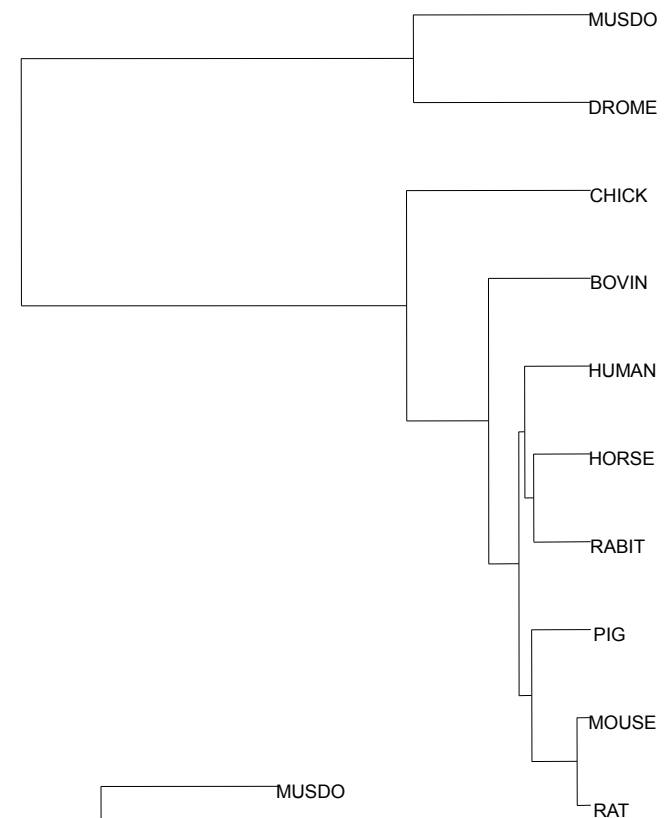 MUSDO
DROME
CHICK
BOVIN
HUMAN
HORSE
RABIT
PIG
MOUSE
MUSDO
RAT